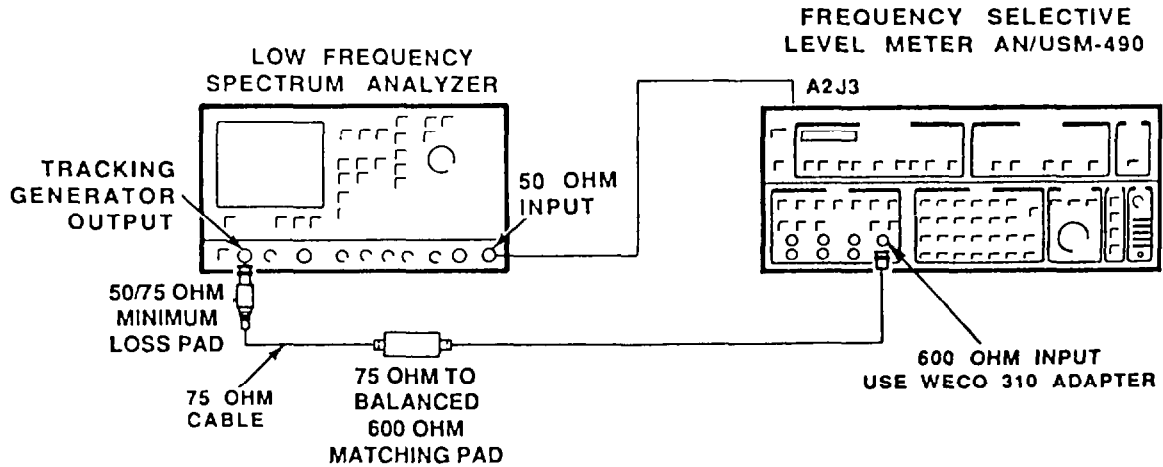 FREQUENCY SELECTIVE
LEVEL METER AN/USM-490
LOW FREQUENCY
SPECTRUM ANALYZER
A2J3
TRACKING
GENERATOR
OUTPUT
50 OHM
INPUT
50/75 OHM
MINIMUM
LOSS PAD
75 OHM
CABLE
75 OHM TO
BALANCED
600 OHM
MATCHING PAD
600 OHM INPUT
USE WECO 310 ADAPTER